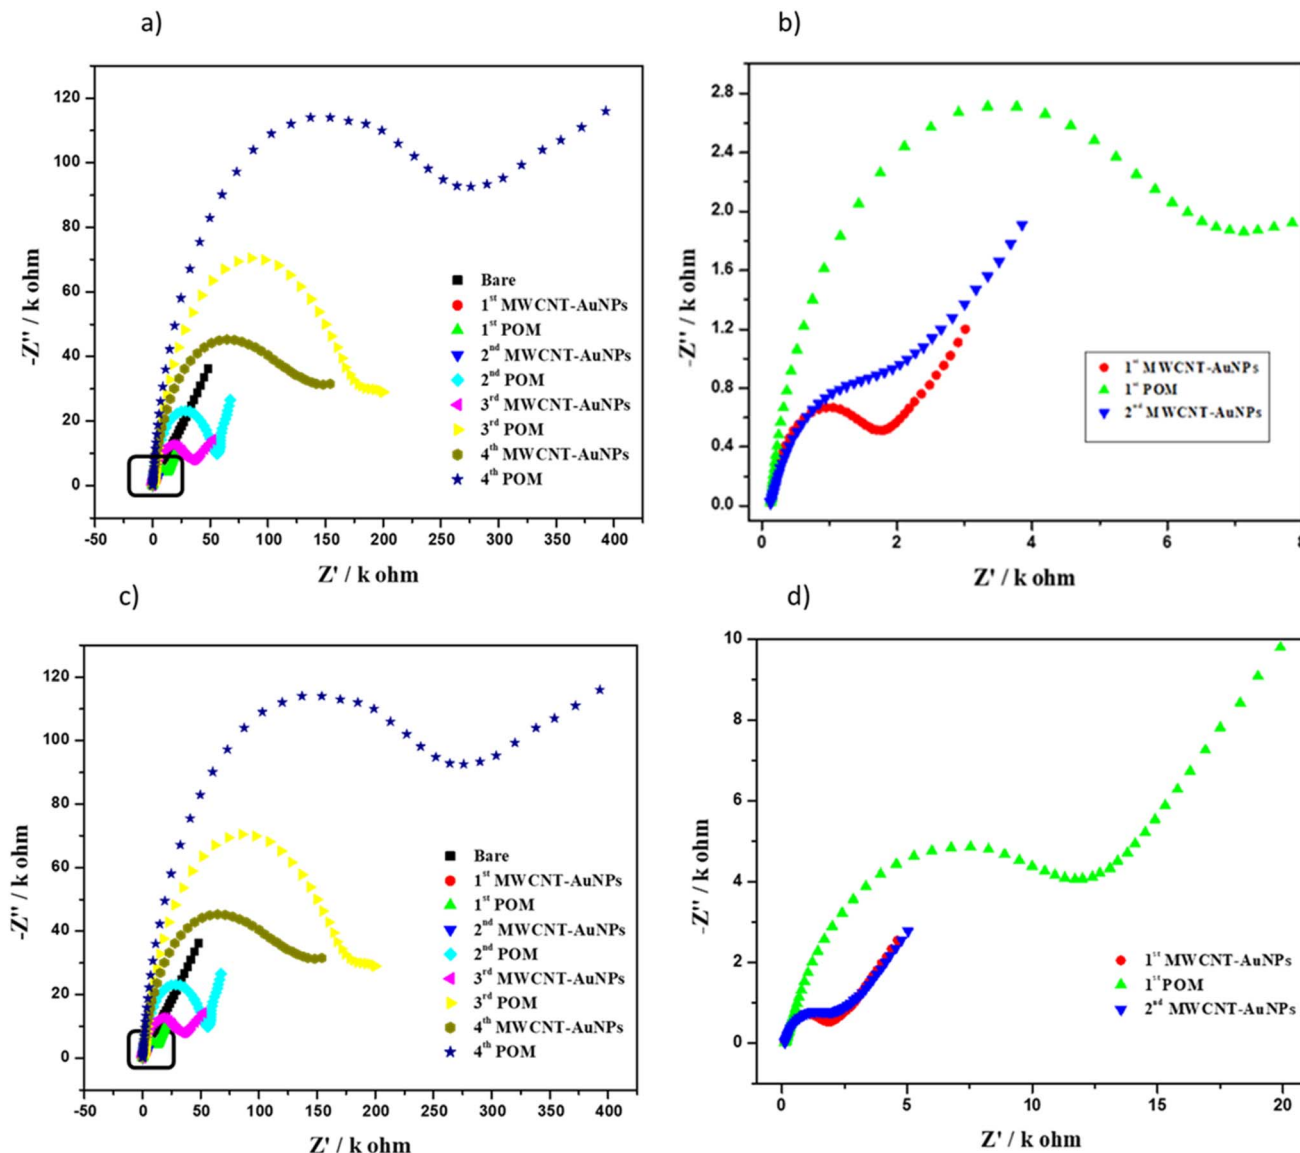 a)
120
100
80
60
40
20
0
-50 0 50 100 150 200 250 300 350 400
-Z'' / k ohm
Z' / k ohm
Bare
1st MWCNT-AuNPs
1st POM
2nd MWCNT-AuNPs
2nd POM
3rd MWCNT-AuNPs
3rd POM
4th MWCNT-AuNPs
4th POM
b)
2.8
2.4
2.0
1.6
1.2
0.8
0.4
0.0
0 2 4 6 8
-Z'' / k ohm
Z' / k ohm
1st MWCNT-AuNPs
1st POM
2nd MWCNT-AuNPs
c)
120
100
80
60
40
20
0
-50 0 50 100 150 200 250 300 350 400
-Z'' / k ohm
Z' / k ohm
Bare
1st MWCNT-AuNPs
1st POM
2nd MWCNT-AuNPs
2nd POM
3rd MWCNT-AuNPs
3rd POM
4th MWCNT-AuNPs
4th POM
d)
10
8
6
4
2
0
0 5 10 15 20
-Z'' / k ohm
Z' / k ohm
1st MWCNT-AuNPs
1st POM
2nd MWCNT-AuNPs